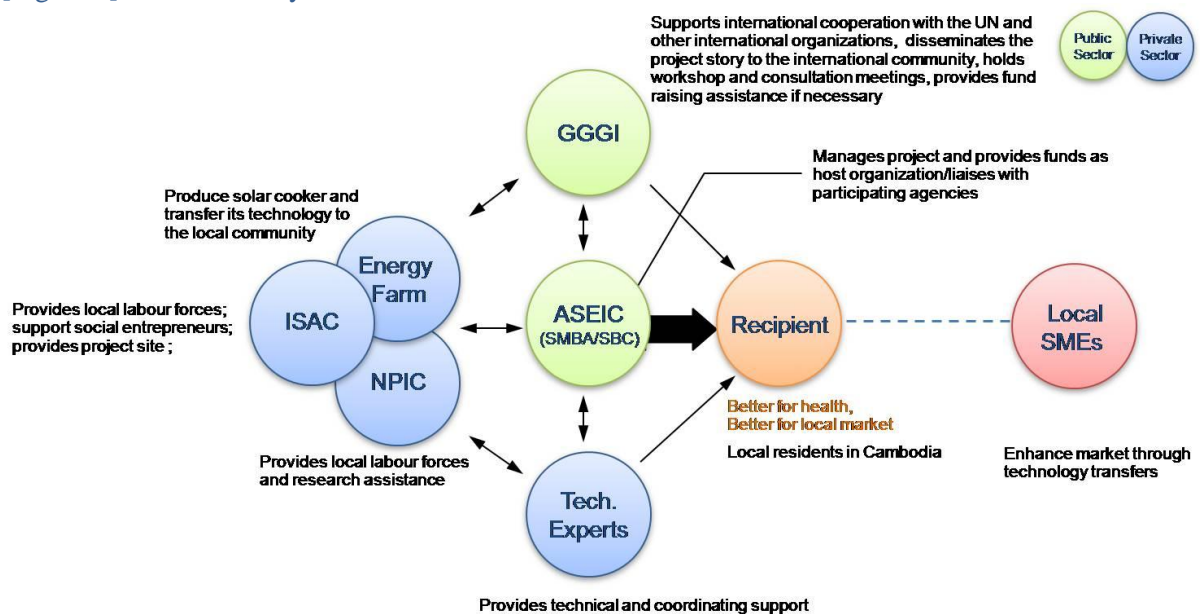 Supports international cooperation with the UN and
other international organizations, disseminates the
project story to the international community, holds
workshop and consultation meetings, provides fund
raising assistance if necessary
Public
Sector
Private
Sector
GGGI
Manages project and provides funds as
host organization/liaises with
participating agencies
Produce solar cooker and
transfer its technology to
the local community
Energy
Farm
ISAC
NPIC
Provides local labour forces;
support social entrepreneurs;
provides project site ;
ASEIC
(SMBA/SBC)
Recipient
Local
SMEs
Better for health,
Better for local market
Local residents in Cambodia
Enhance market through
technology transfers
Provides local labour forces
and research assistance
Tech.
Experts
Provides technical and coordinating support